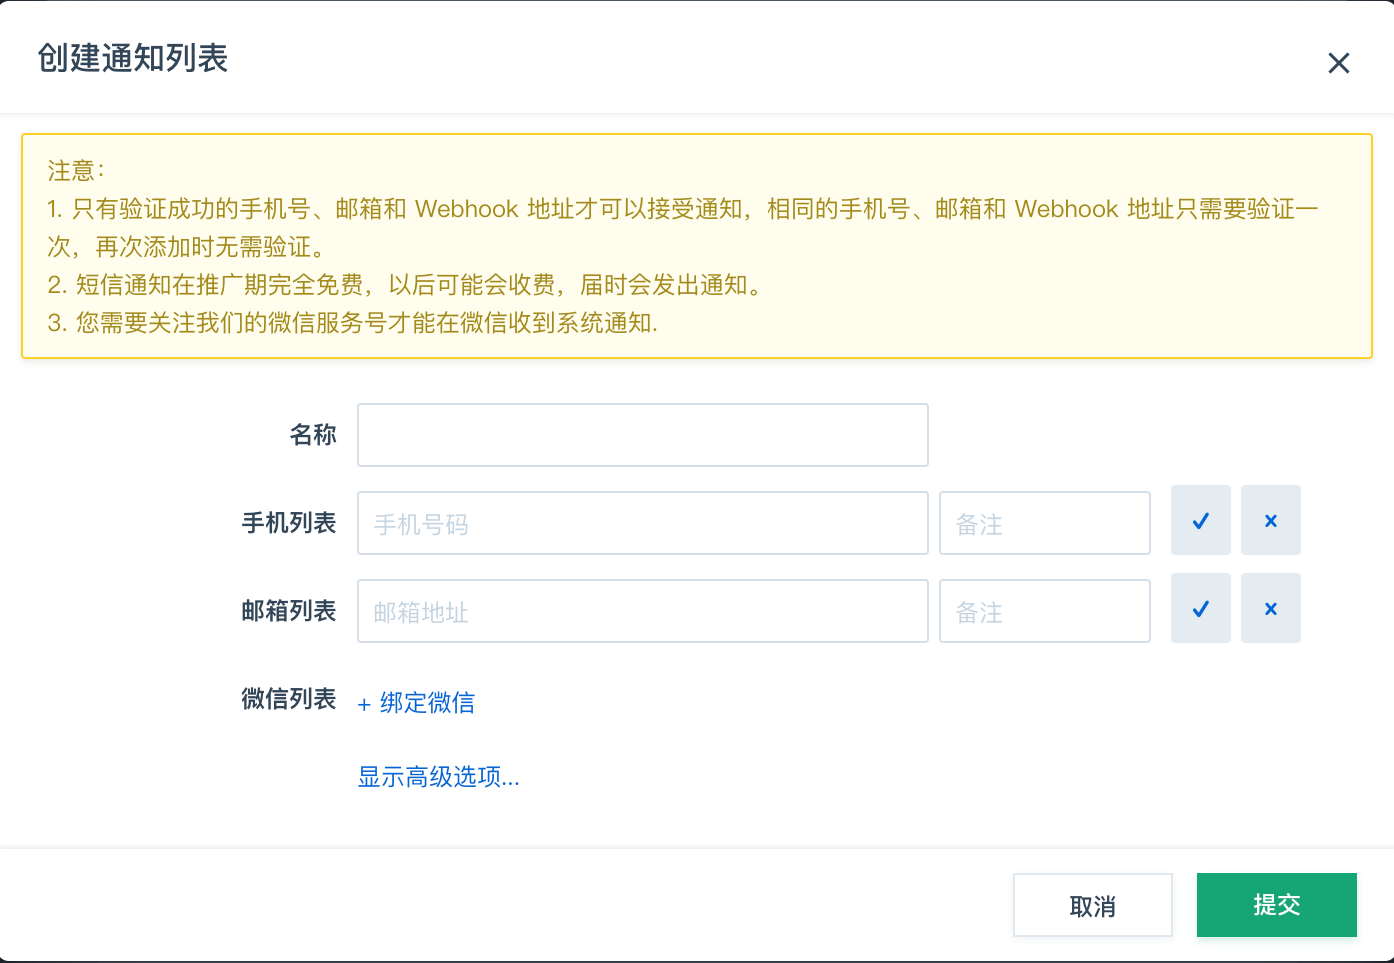 创建通知列表
注意：
1. 只有验证成功的手机号、邮箱和 Webhook 地址才可以接受通知，相同的手机号、邮箱和 Webhook 地址只需要验证一
次，再次添加时无需验证。
2. 短信通知在推广期完全免费，以后可能会收费，届时会发出通知。
3. 您需要关注我们的微信服务号才能在微信收到系统通知.
名称
手机列表 手机号码 备注
邮箱列表 邮箱地址 备注
微信列表 + 绑定微信
显示高级选项...
取消 提交